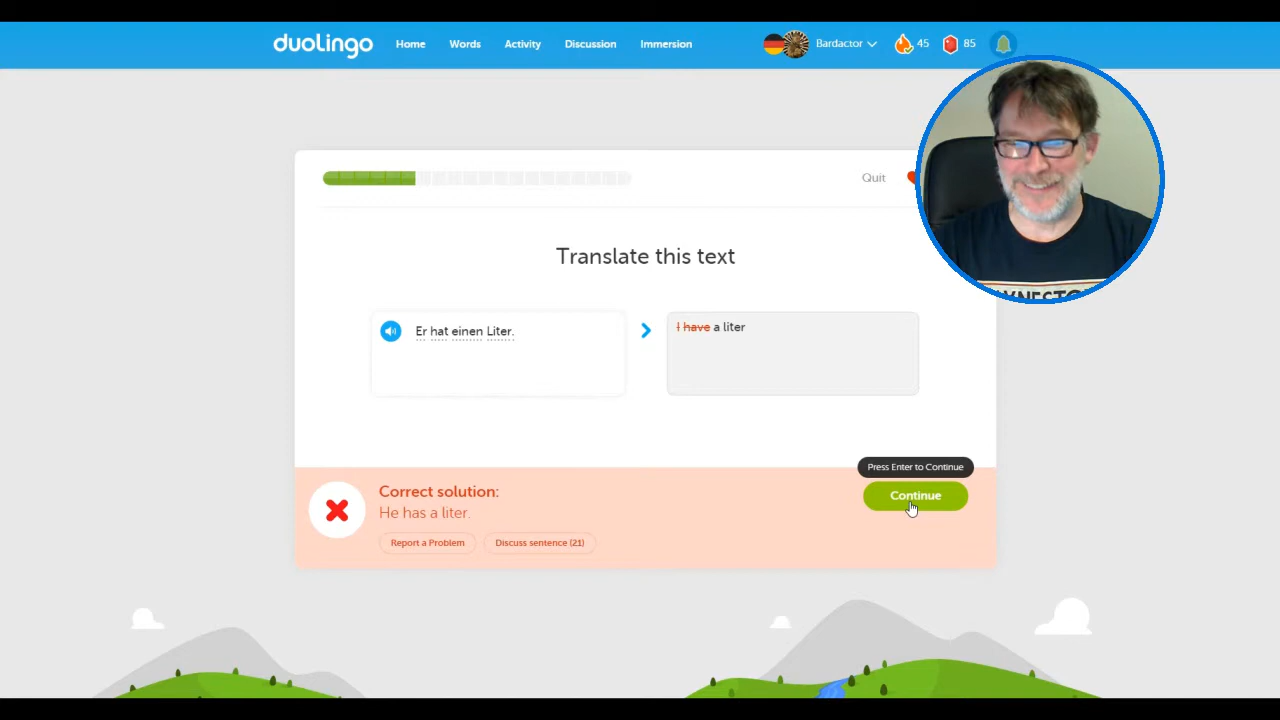 duolingo Home Words Activity Discussion Immersion Bardactor 45 85
Quit
Translate this text
Er hat einen Liter.
I have a liter
Press Enter to Continue
Correct solution:
Continue
He has a liter.
Report a Problem Discuss sentence (21)